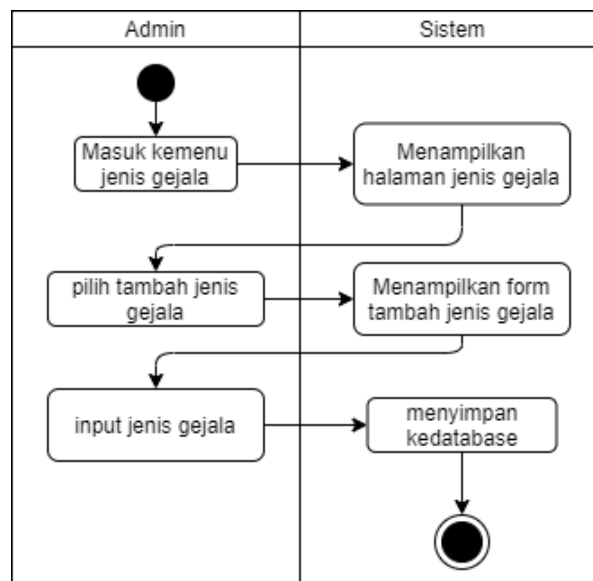 Admin
Sistem
Masuk kemenu
jenis gejala
Menampilkan
halaman jenis gejala
pilih tambah jenis
gejala
Menampilkan form
tambah jenis gejala
input jenis gejala
menyimpan
kedatabase